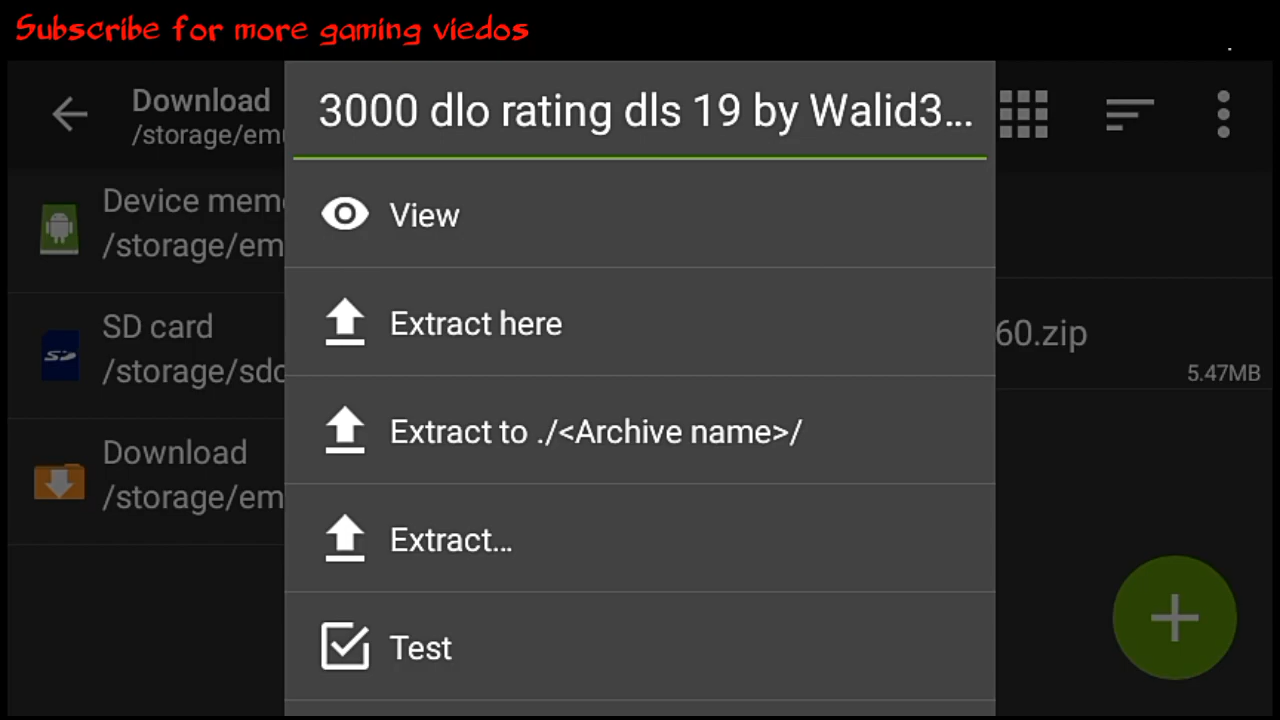 Subscribe for more gaming viedos
Download
/storage/em
3000 dlo rating dls 19 by Walid3...
Device mem
/storage/em
View
SD card
/storage/sdc
Extract here
60.zip
5.47MB
Extract to ./<Archive name>/
Download
/storage/em
Extract...
Test